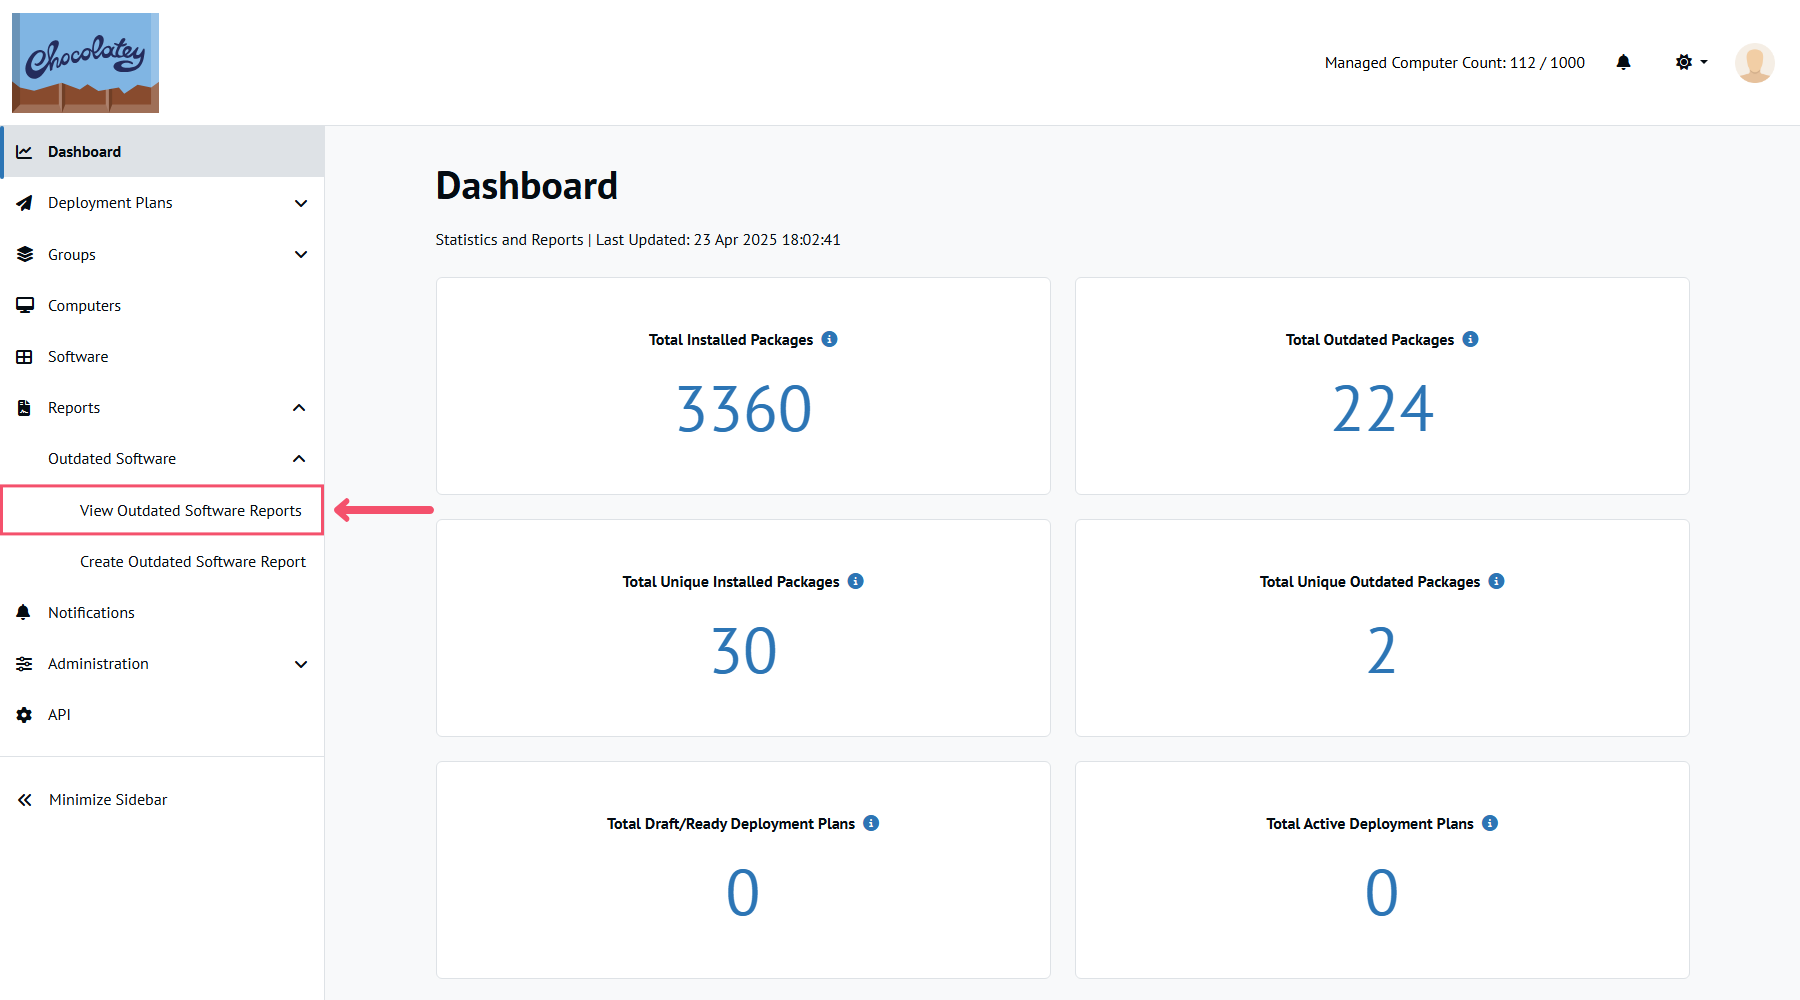 Chocolatey
Managed Computer Count: 112 / 1000
Dashboard
Deployment Plans
Groups
Computers
Software
Reports
Outdated Software
View Outdated Software Reports
Create Outdated Software Report
Notifications
Administration
API
Minimize Sidebar
Dashboard
Statistics and Reports | Last Updated: 23 Apr 2025 18:02:41
Total Installed Packages
3360
Total Outdated Packages
224
Total Unique Installed Packages
30
Total Unique Outdated Packages
2
Total Draft/Ready Deployment Plans
0
Total Active Deployment Plans
0